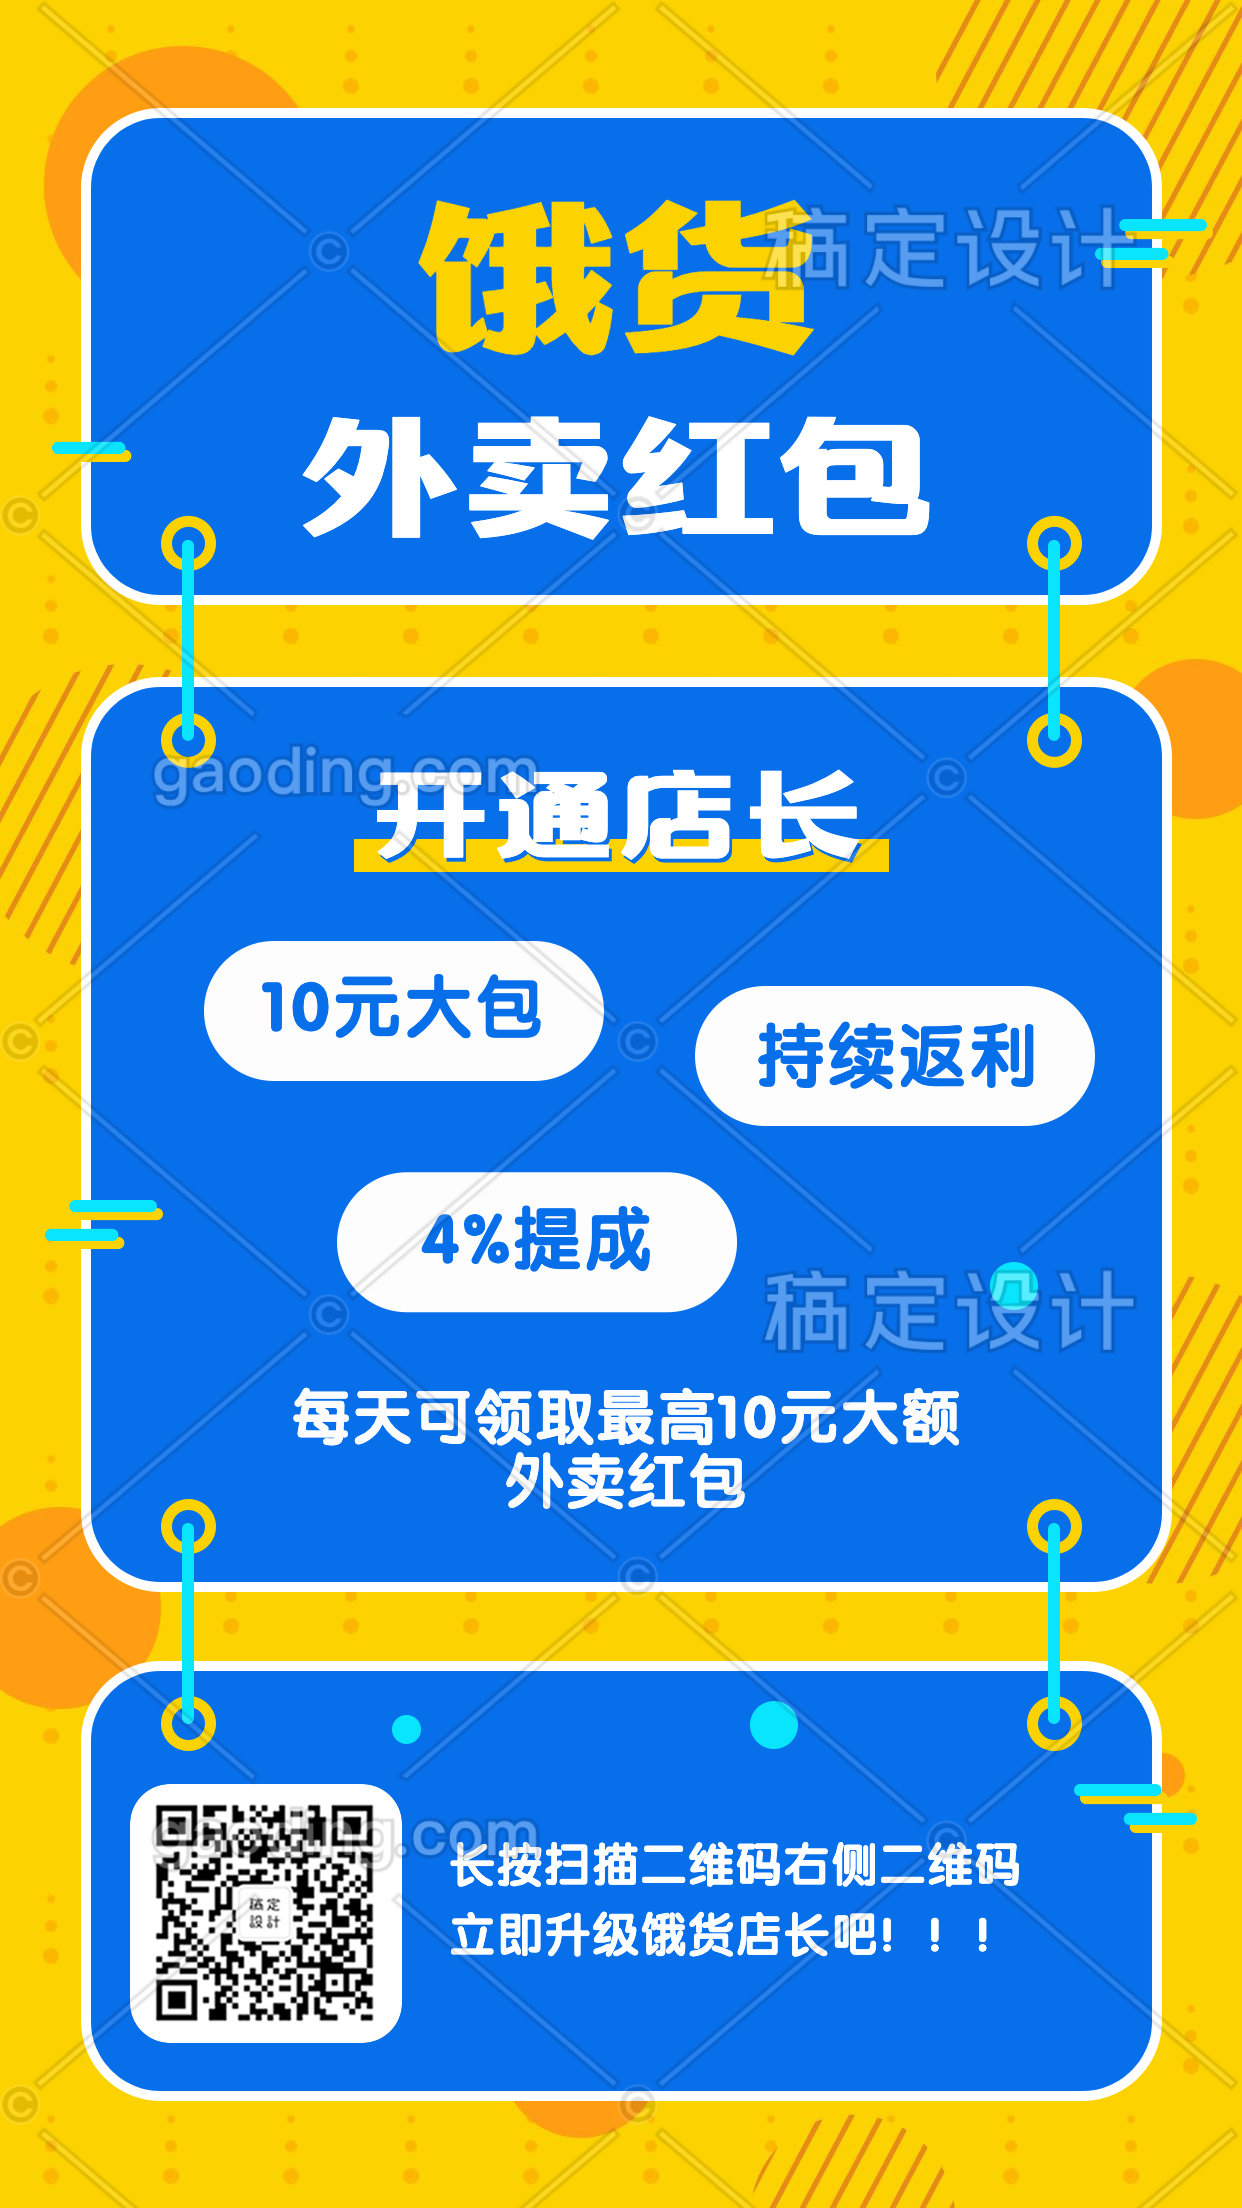 饿货
稿定设计
外卖红包
gaoding.com
开通店长
10元大包
持续返利
4%提成
稿定设计
每天可领取最高10元大额
外卖红包
gaoding.com
稿定
設計
长按扫描二维码右侧二维码
立即升级饿货店长吧！！！